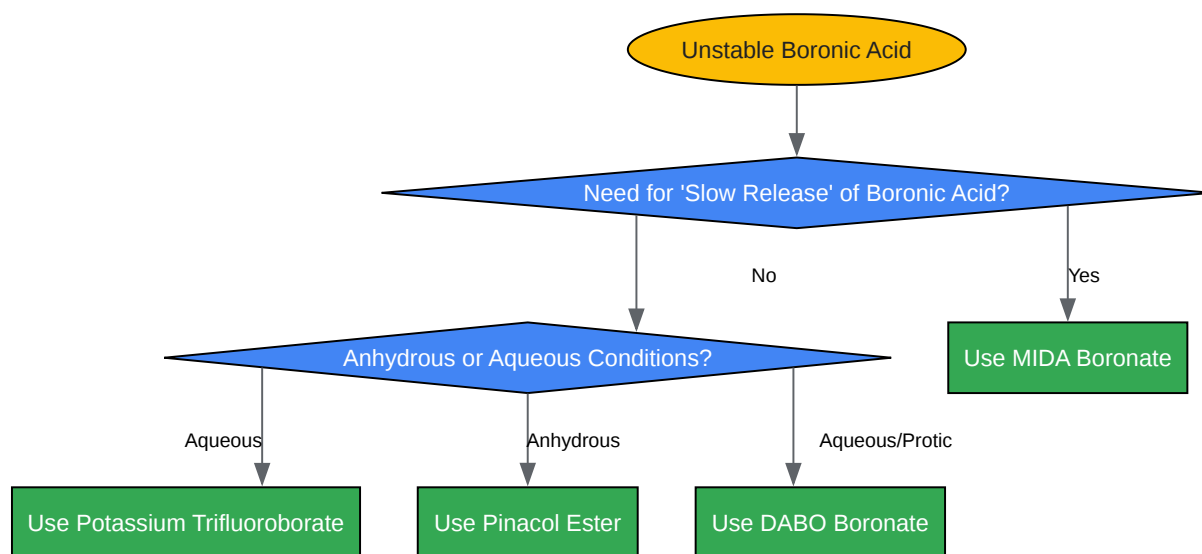 Unstable Boronic Acid
Need for 'Slow Release' of Boronic Acid?
No
Yes
Anhydrous or Aqueous Conditions?
Use MIDA Boronate
Aqueous
Anhydrous
Aqueous/Protic
Use Potassium Trifluoroborate
Use Pinacol Ester
Use DABO Boronate